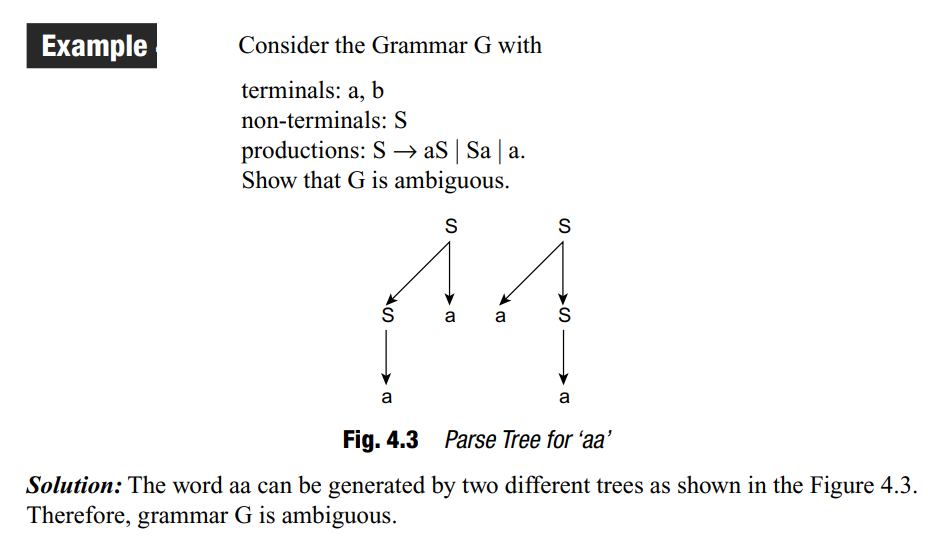 Example Consider the Grammar G with
terminals: a, b
non-terminals: S
productions: S → aS | Sa | a.
Show that G is ambiguous.
S S
S a a S
a a
Fig. 4.3 Parse Tree for ‘aa’
Solution: The word aa can be generated by two different trees as shown in the Figure 4.3.
Therefore, grammar G is ambiguous.